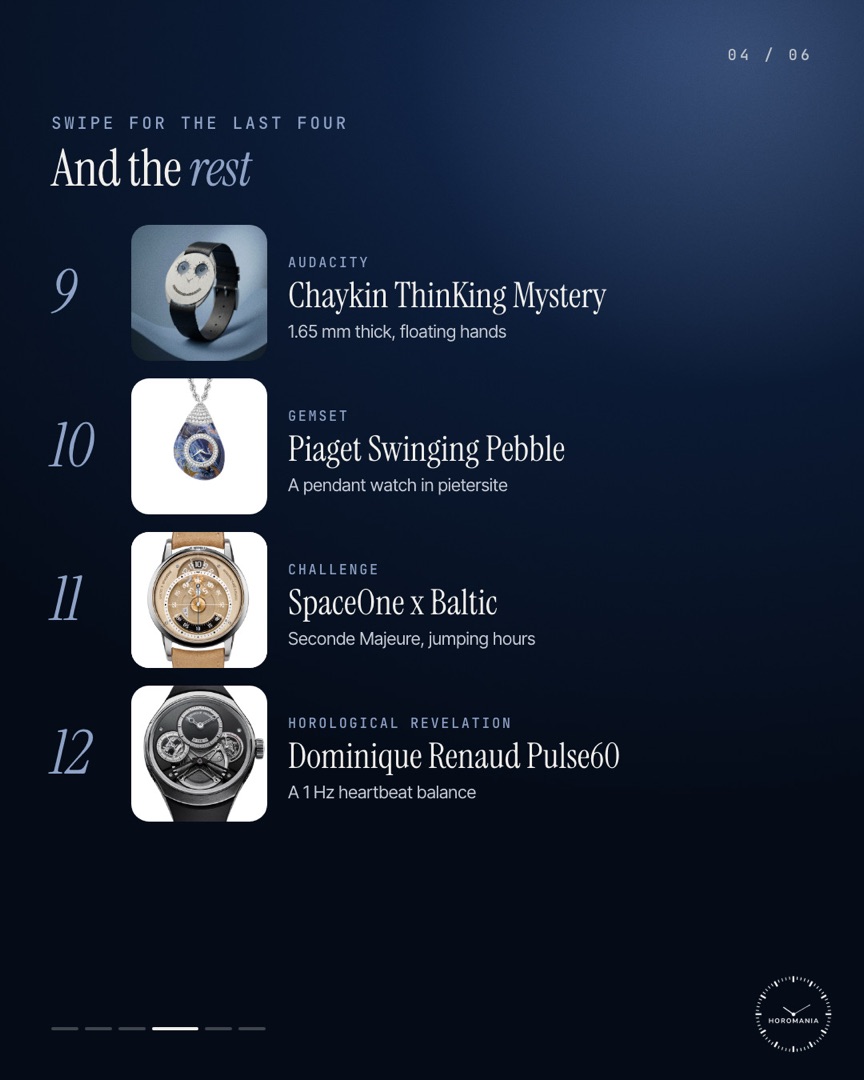 04 / 06
SWIPE FOR THE LAST FOUR
And the rest
9
AUDACITY
Chaykin ThinKing Mystery
1.65 mm thick, floating hands
10
GEMSET
Piaget Swinging Pebble
A pendant watch in pietersite
11
CHALLENGE
SpaceOne x Baltic
Seconde Majeure, jumping hours
12
HOROLOGICAL REVELATION
Dominique Renaud Pulse60
A 1 Hz heartbeat balance
HOROMANIA